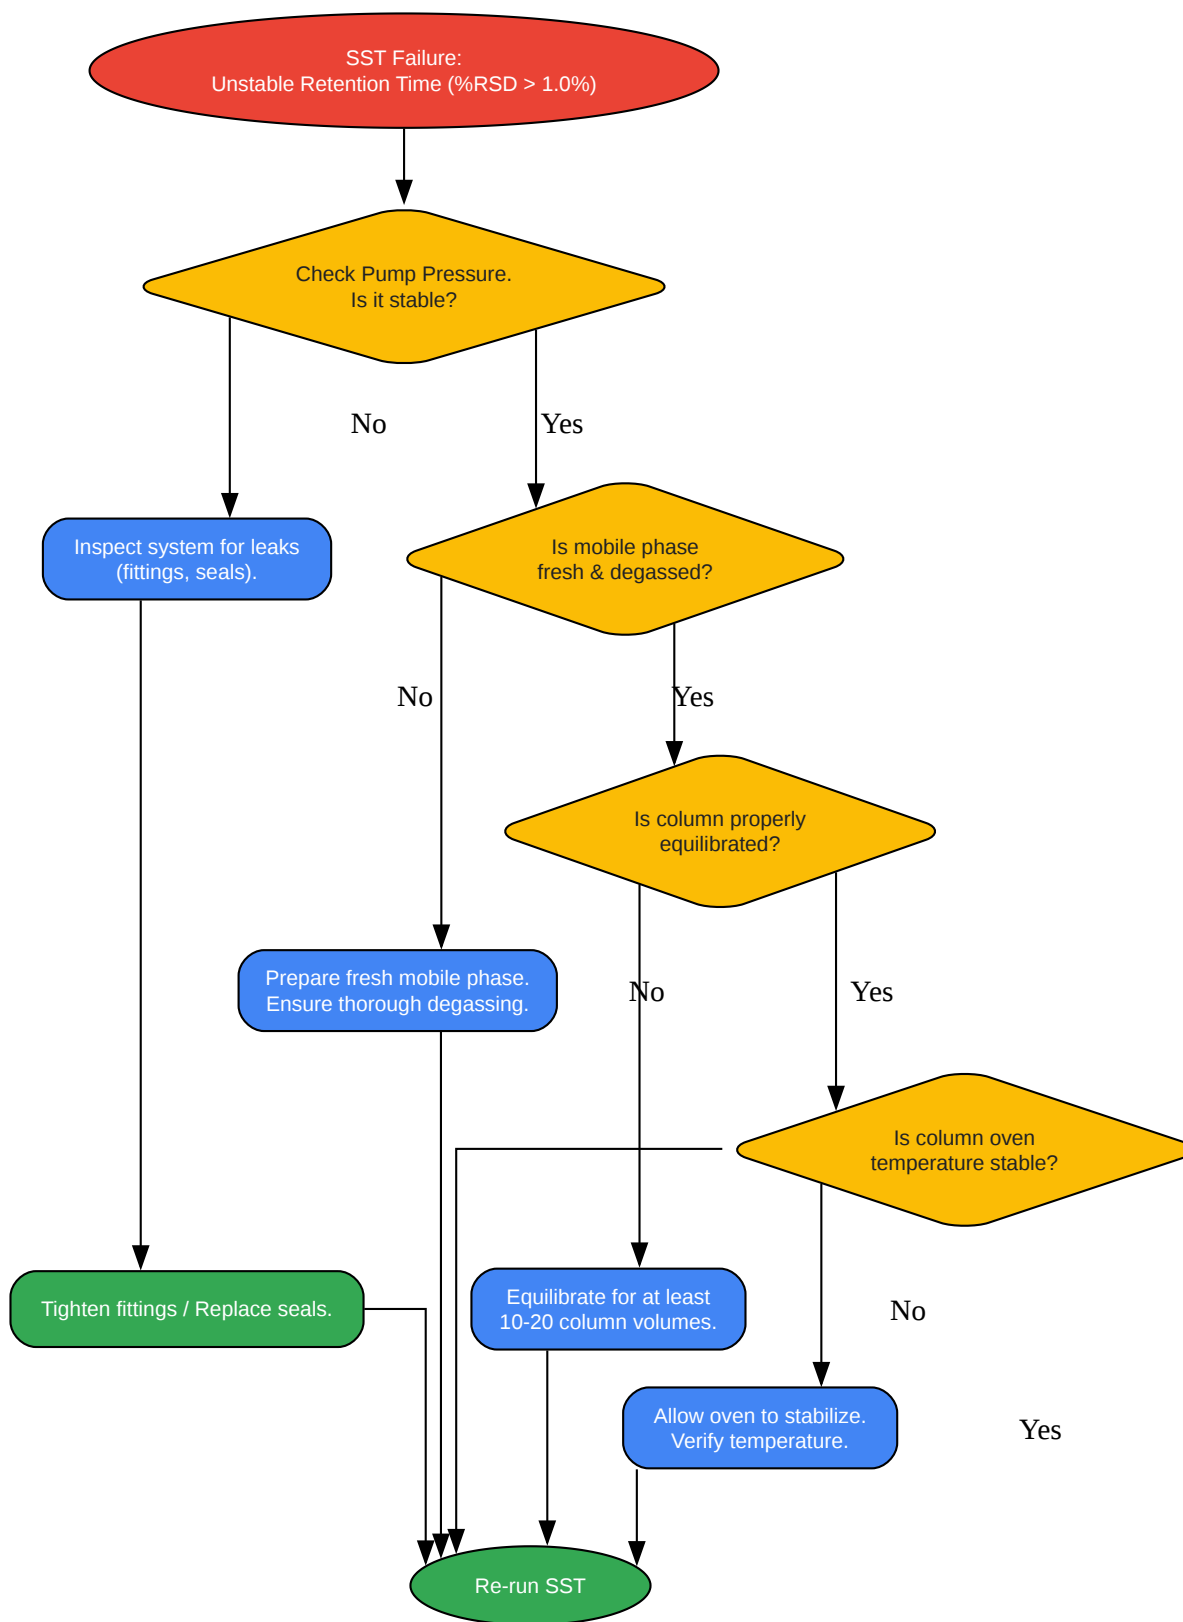 SST Failure:
Unstable Retention Time (%RSD > 1.0%)
Check Pump Pressure.
Is it stable?
No
Yes
Inspect system for leaks
(fittings, seals).
Is mobile phase
fresh & degassed?
No
Yes
Is column properly
equilibrated?
Prepare fresh mobile phase.
Ensure thorough degassing.
No
Yes
Is column oven
temperature stable?
Tighten fittings / Replace seals.
Equilibrate for at least
10-20 column volumes.
No
Allow oven to stabilize.
Verify temperature.
Yes
Re-run SST